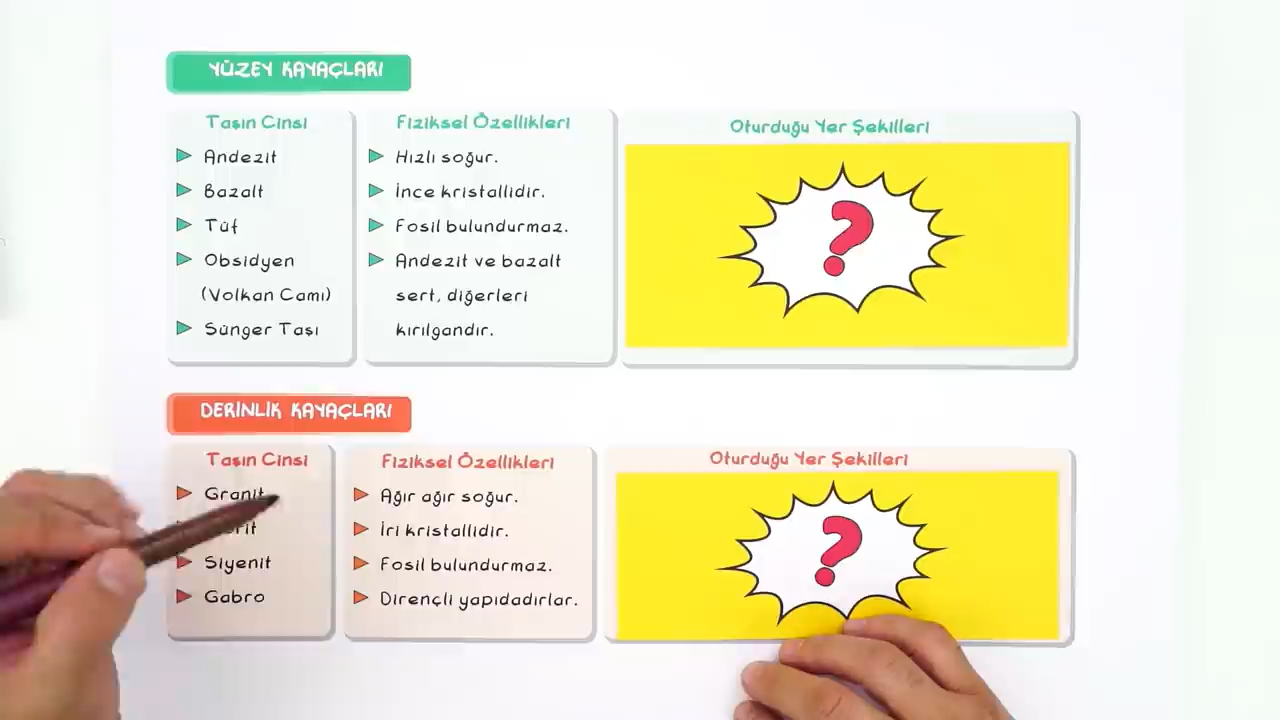 YÜZEY KAYAÇLARI
Taşın Cinsi
Andezit
Bazalt
Tüf
Obsidyen
(Volkan Camı)
Sünger Taşı
Fiziksel Özellikleri
Hızlı soğur.
İnce kristallidir.
Fosil bulundurmaz.
Andezit ve bazalt
sert, diğerleri
kırılgandır.
Oturduğu Yer Şekilleri
?
DERİNLİK KAYAÇLARI
Taşın Cinsi
Granit
Siyenit
Gabro
Fiziksel Özellikleri
Ağır ağır soğur.
İri kristallidir.
Fosil bulundurmaz.
Dirençli yapıdadırlar.
Oturduğu Yer Şekilleri
?